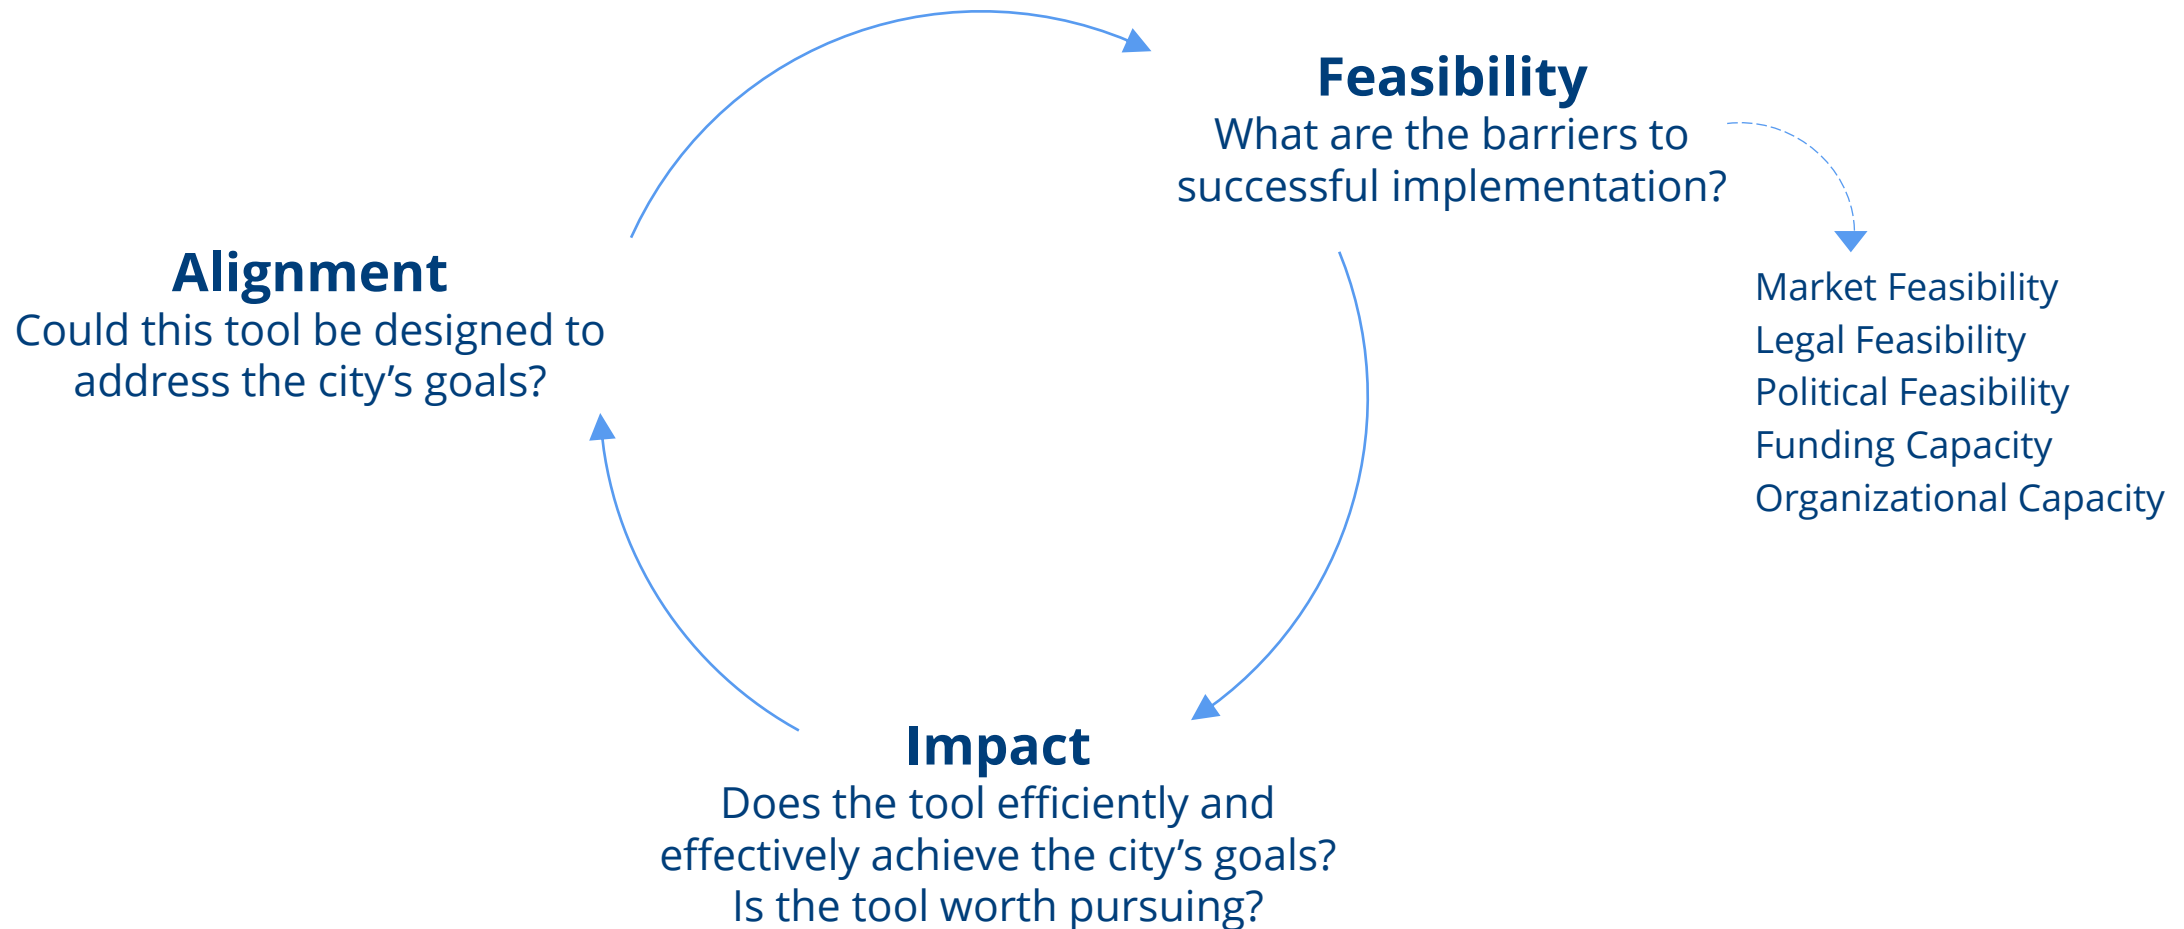 Feasibility
What are the barriers to
successful implementation?
Alignment
Could this tool be designed to
address the city’s goals?
Market Feasibility
Legal Feasibility
Political Feasibility
Funding Capacity
Organizational Capacity
Impact
Does the tool efficiently and
effectively achieve the city’s goals?
Is the tool worth pursuing?